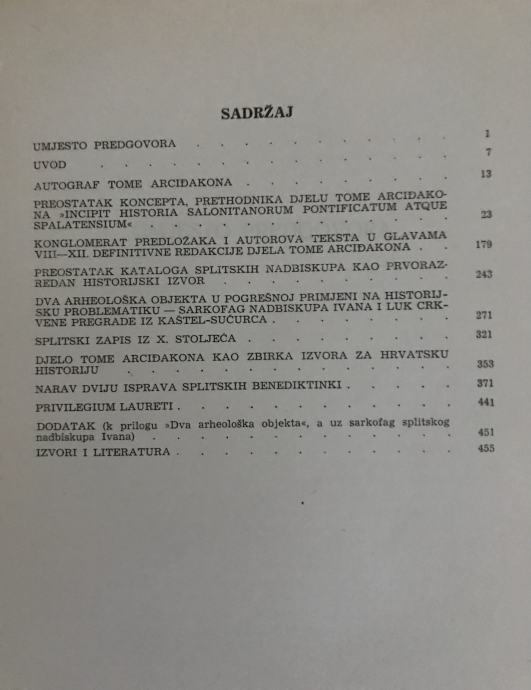 SADRŽAJ
UMJESTO PREDGOVORA . . . . . . . . . . 1
UVOD . . . . . . . . . . . . . 7
AUTOGRAF TOME ARCIĐAKONA . . . . . . . . . 13
PREOSTATAK KONCEPTA, PRETHODNIKA DJELU TOME ARCIĐAKO-
NA »INCIPIT HISTORIA SALONITANORUM PONTIFICATUM ATQUE
SPALATENSIUM« . . . . . . . . . . . . 23
KONGLOMERAT PREDLOŽAKA I AUTOROVA TEKSTA U GLAVAMA
VIII—XII. DEFINITIVNE REDAKCIJE DJELA TOME ARCIĐAKONA . . 179
PREOSTATAK KATALOGA SPLITSKIH NADBISKUPA KAO PRVORAZ-
REDAN HISTORIJSKI IZVOR . . . . . . . . . . 243
DVA ARHEOLOŠKA OBJEKTA U POGREŠNOJ PRIMJENI NA HISTORIJ-
SKU PROBLEMATIKU — SARKOFAG NADBISKUPA IVANA I LUK CRK-
VENE PREGRADE IZ KAŠTEL-SUĆURCA . . . . . . . 271
SPLITSKI ZAPIS IZ X. STOLJEĆA . . . . . . . . 321
DJELO TOME ARCIĐAKONA KAO ZBIRKA IZVORA ZA HRVATSKU
HISTORIJU . . . . . . . . . . . . 353
NARAV DVIJU ISPRAVA SPLITSKIH BENEDIKTINKI . . . . . 371
PRIVILEGIUM LAURETI . . . . . . . . . . . 441
DODATAK (k prilogu »Dva arheološka objekta«, a uz sarkofag splitskog
nadbiskupa Ivana) . . . . . . . . . . . . 451
IZVORI I LITERATURA . . . . . . . . . . . 455